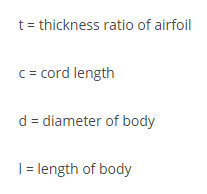 t = thickness ratio of airfoil
c = cord length
d = diameter of body
l = length of body